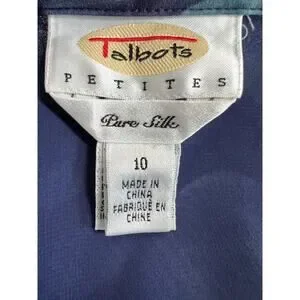 Talbots
PETITES
Pure Silk
10
MADE IN
CHINA
FABRIQUÉ EN
CHINE